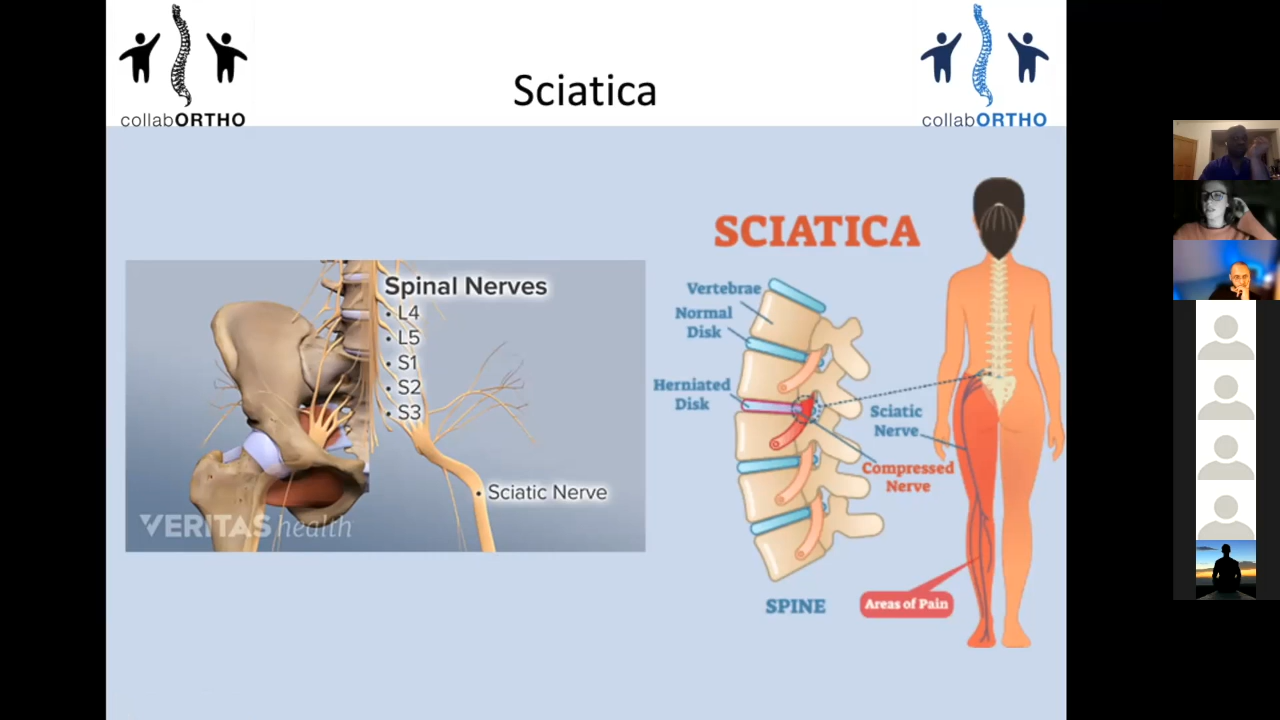 collabORTHO
Sciatica
collabORTHO
Spinal Nerves
• L4
• L5
• S1
• S2
• S3
• Sciatic Nerve
VERITAS health
SCIATICA
Vertebrae
Normal
Disk
Herniated
Disk
Sciatic
Nerve
Compressed
Nerve
SPINE
Areas of Pain